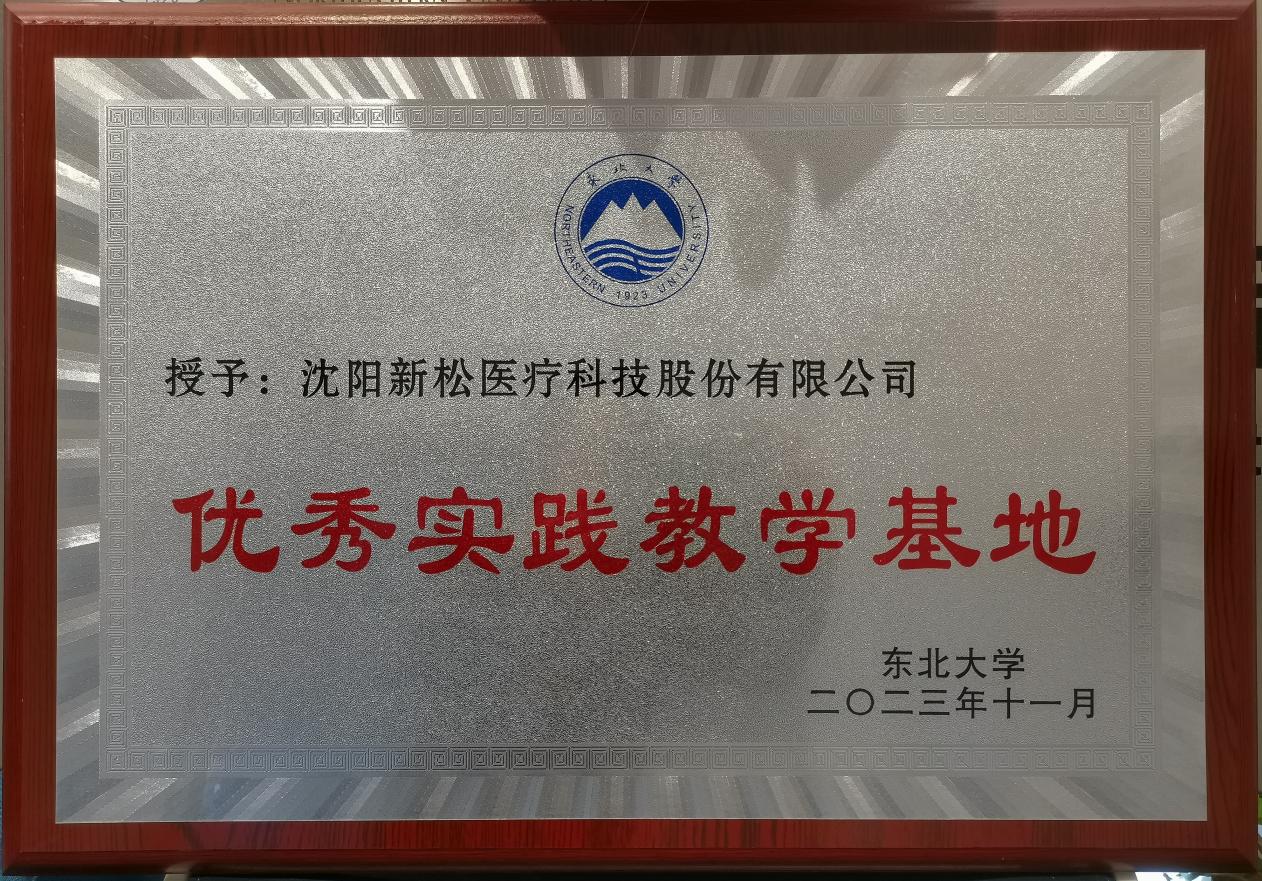 东北大学
NORTHEASTERN 1923 UNIVERSITY
授予：沈阳新松医疗科技股份有限公司
优秀实践教学基地
东北大学
二〇二三年十一月